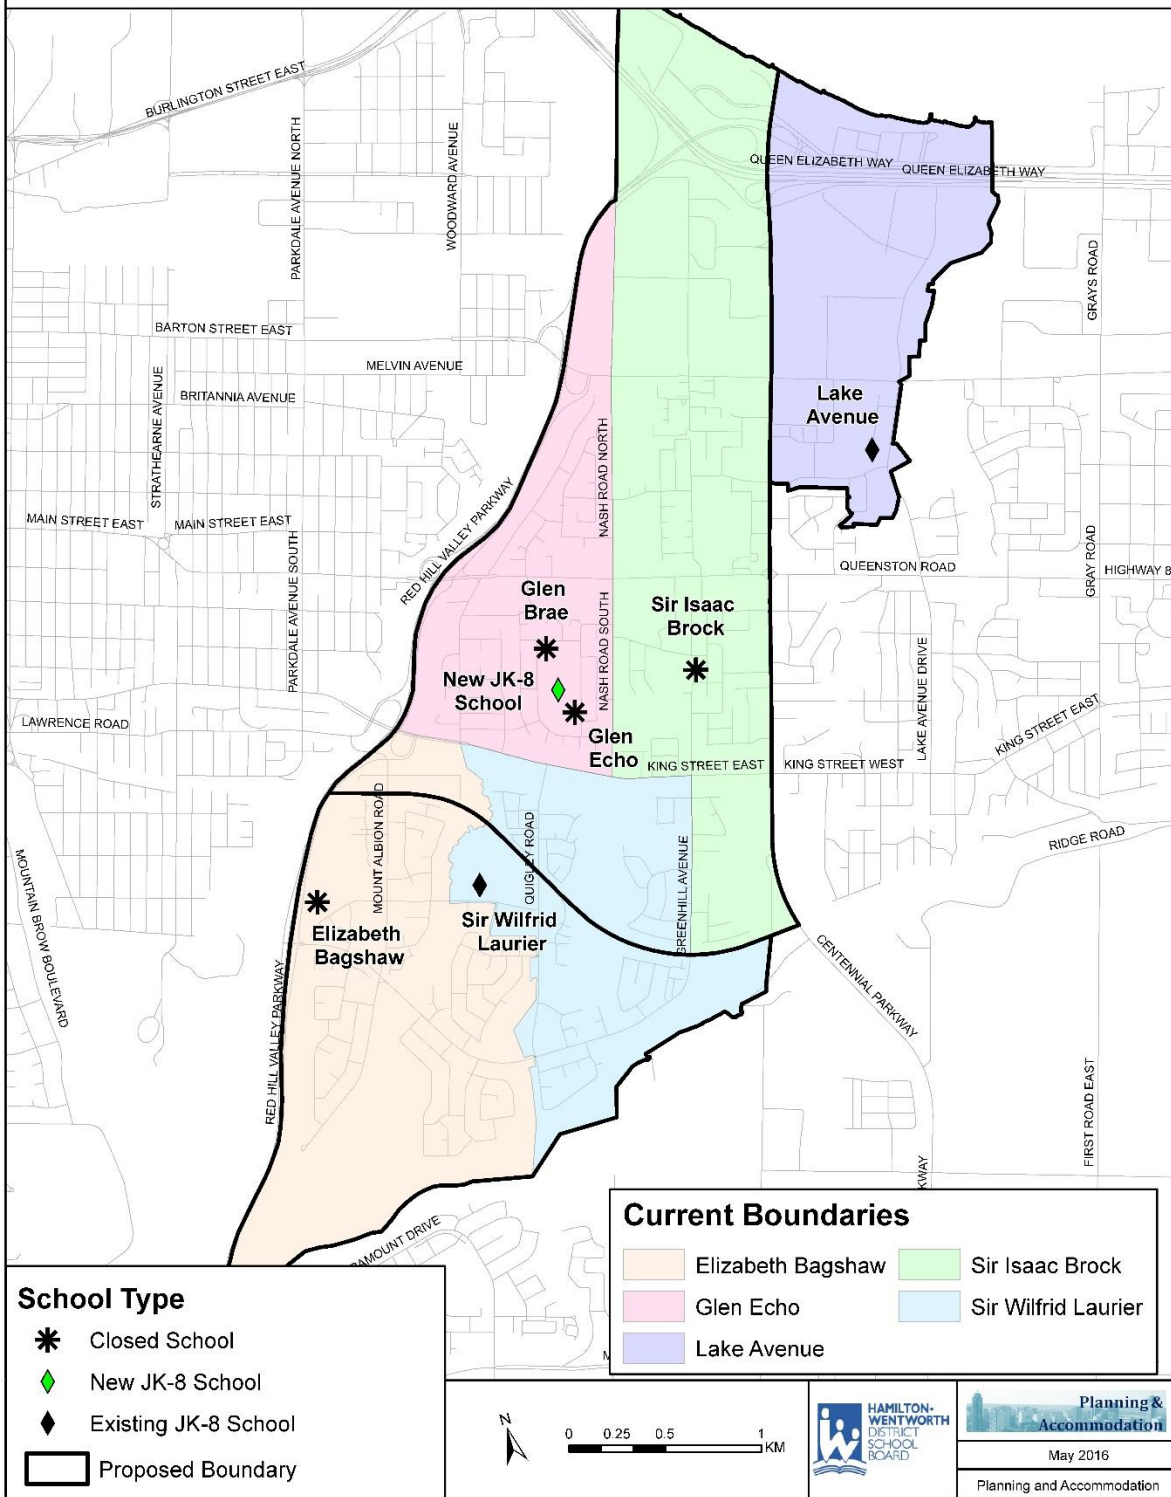 BURLINGTON STREET EAST
PARKDALE AVENUE NORTH
WOODWARD AVENUE
QUEEN ELIZABETH WAY
QUEEN ELIZABETH WAY
GRAYS ROAD
BARTON STREET EAST
MELVIN AVENUE
STRATHEARNE AVENUE
BRITANNIA AVENUE
Lake
Avenue
NASH ROAD NORTH
RED HILL VALLEY PARKWAY
MAIN STREET EAST
MAIN STREET EAST
PARKDALE AVENUE SOUTH
QUEENSTON ROAD
GRAY ROAD
HIGHWAY 8
Glen
Brae
Sir Isaac
Brock
NASH ROAD SOUTH
New JK-8
School
LAKE AVENUE DRIVE
KING STREET EAST
LAWRENCE ROAD
Glen
Echo
KING STREET EAST
KING STREET WEST
MOUNT ALBION ROAD
QUIGLEY ROAD
GREENHILL AVENUE
RIDGE ROAD
MOUNTAIN BROW BOULEVARD
Elizabeth
Bagshaw
Sir Wilfrid
Laurier
CENTENNIAL PARKWAY
RED HILL VALLEY PARKWAY
FIRST ROAD EAST
KWAY
AMOUNT DRIVE
M
Current Boundaries
Elizabeth Bagshaw
Sir Isaac Brock
Glen Echo
Sir Wilfrid Laurier
Lake Avenue
School Type
Closed School
New JK-8 School
Existing JK-8 School
Proposed Boundary
N
0 0.25 0.5 1
KM
HAMILTON-
WENTWORTH
DISTRICT
SCHOOL
BOARD
Planning &
Accommodation
May 2016
Planning and Accommodation